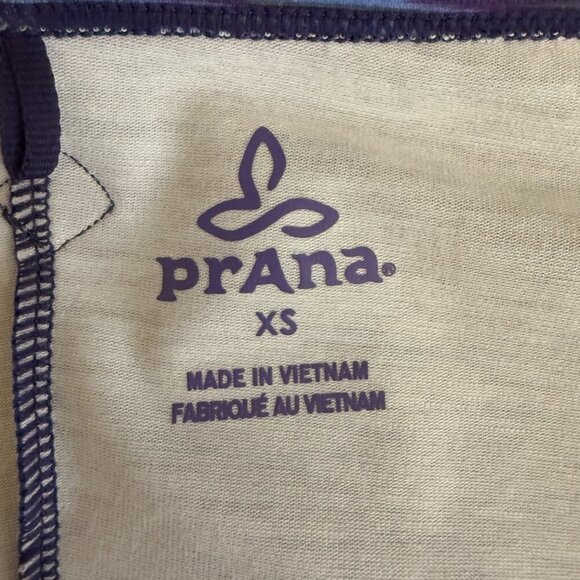 prAna®
XS
MADE IN VIETNAM
FABRIQUÉ AU VIETNAM